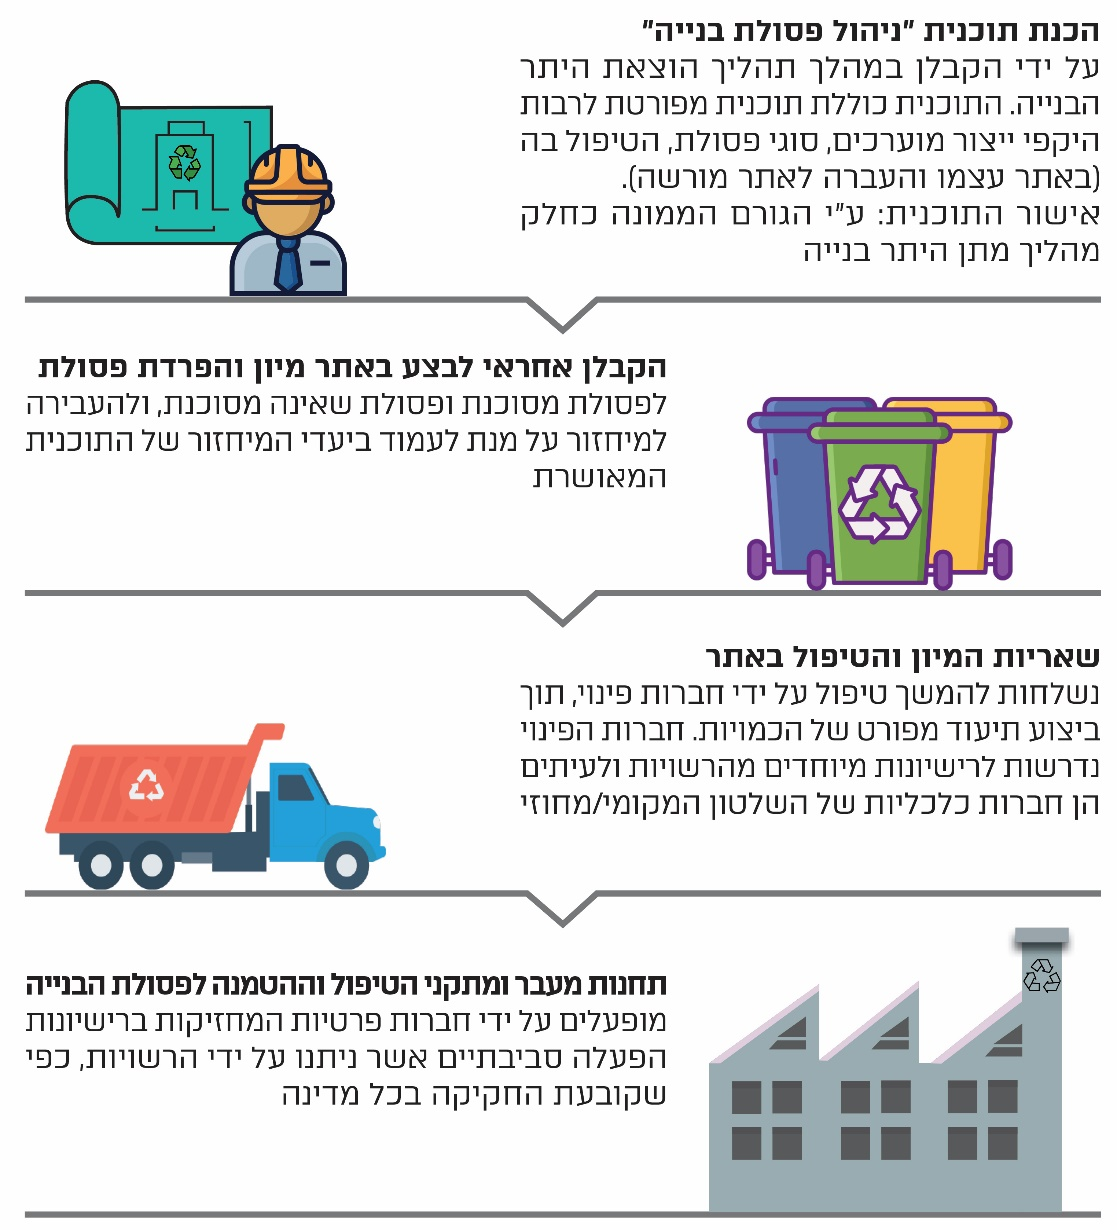 הכנת תוכנית "ניהול פסולת בנייה"
על ידי הקבלן במהלך תהליך הוצאת היתר
הבנייה. התוכנית כוללת תוכנית מפורטת לרבות
היקפי ייצור מוערכים, סוגי פסולת, הטיפול בה
(באתר עצמו והעברה לאתר מורשה).
אישור התוכנית: ע"י הגורם הממונה כחלק
מהליך מתן היתר בנייה
הקבלן אחראי לבצע באתר מיון והפרדת פסולת
לפסולת מסוכנת ופסולת שאינה מסוכנת, ולהעבירה
למיחזור על מנת לעמוד ביעדי המיחזור של התוכנית
המאושרת
שאריות המיון והטיפול באתר
נשלחות להמשך טיפול על ידי חברות פינוי, תוך
ביצוע תיעוד מפורט של הכמויות. חברות הפינוי
נדרשות לרישיונות מיוחדים מהרשויות ולעיתים
הן חברות כלכליות של השלטון המקומי/מחוזי
תחנות מעבר ומתקני הטיפול וההטמנה לפסולת הבנייה
מופעלים על ידי חברות פרטיות המחזיקות ברישיונות
הפעלה סביבתיים אשר ניתנו על ידי הרשויות, כפי
שקובעת החקיקה בכל מדינה